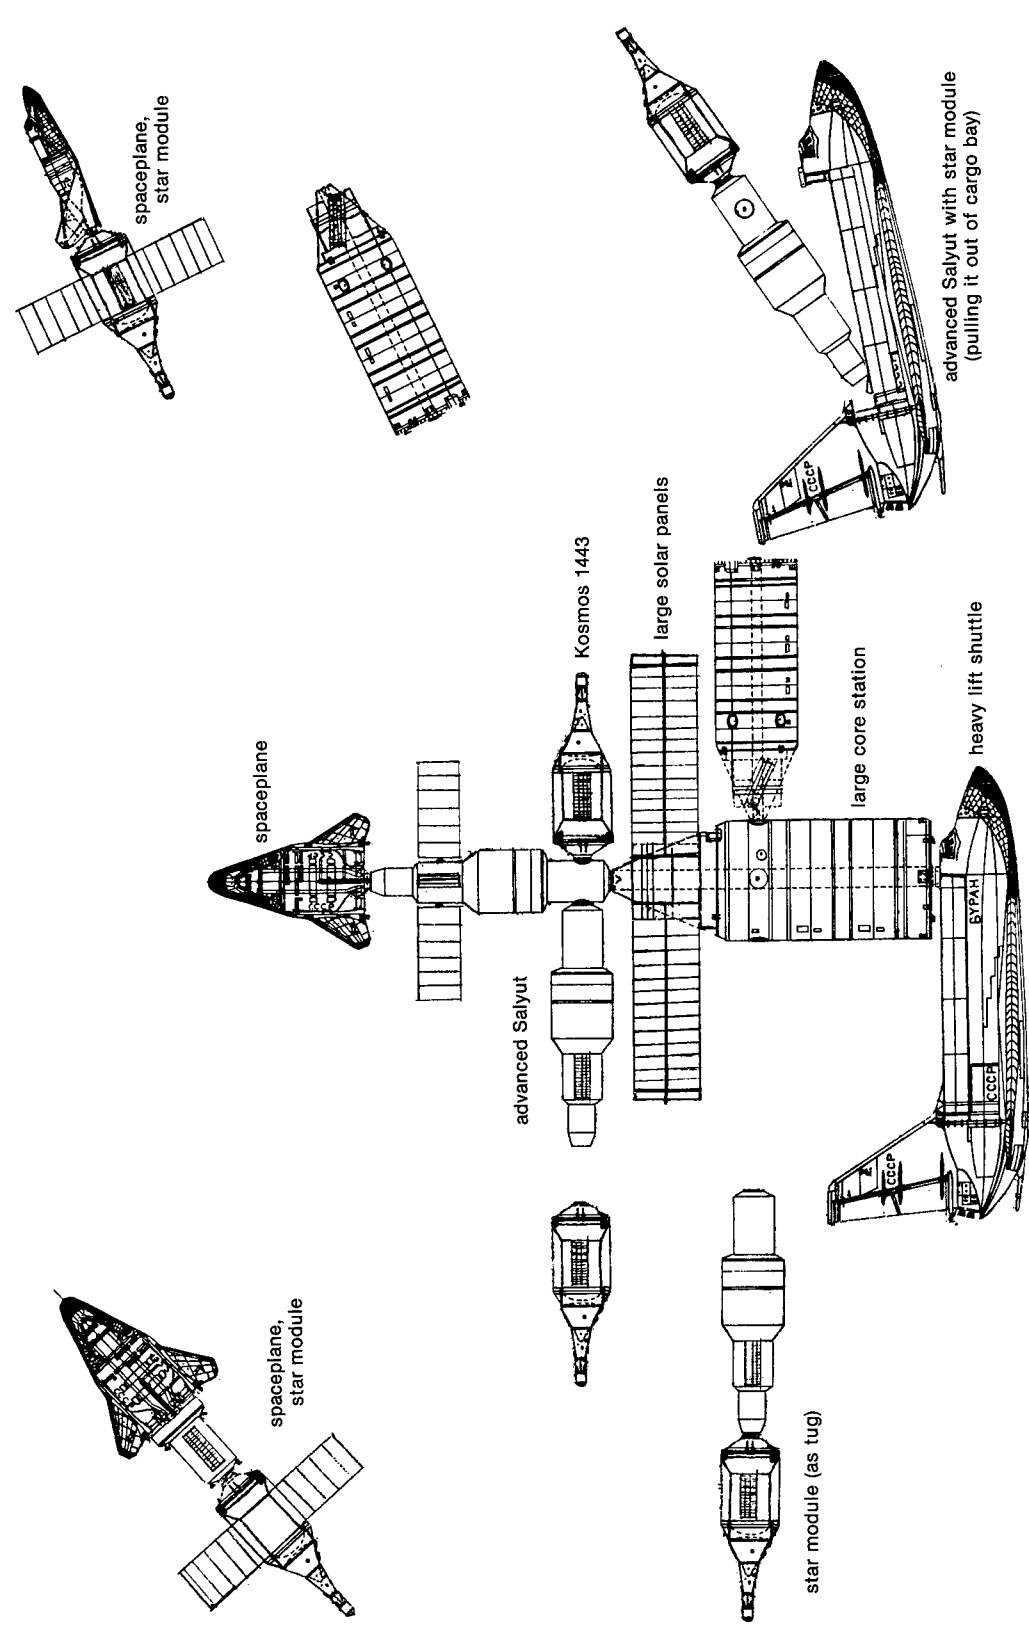 spaceplane,
star module
spaceplane
spaceplane,
star module
advanced Salyut
Kosmos 1443
large solar panels
large core station
heavy lift shuttle
БУРАН
СССР
СССР
star module (as tug)
advanced Salyut with star module
(pulling it out of cargo bay)
СССР